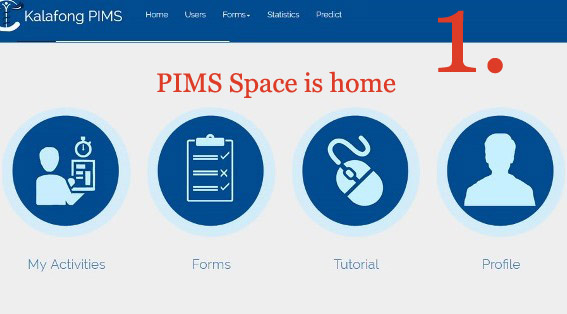 Kalafong PIMS
Home Users Forms Statistics Predict
1.
PIMS Space is home
My Activities Forms Tutorial Profile